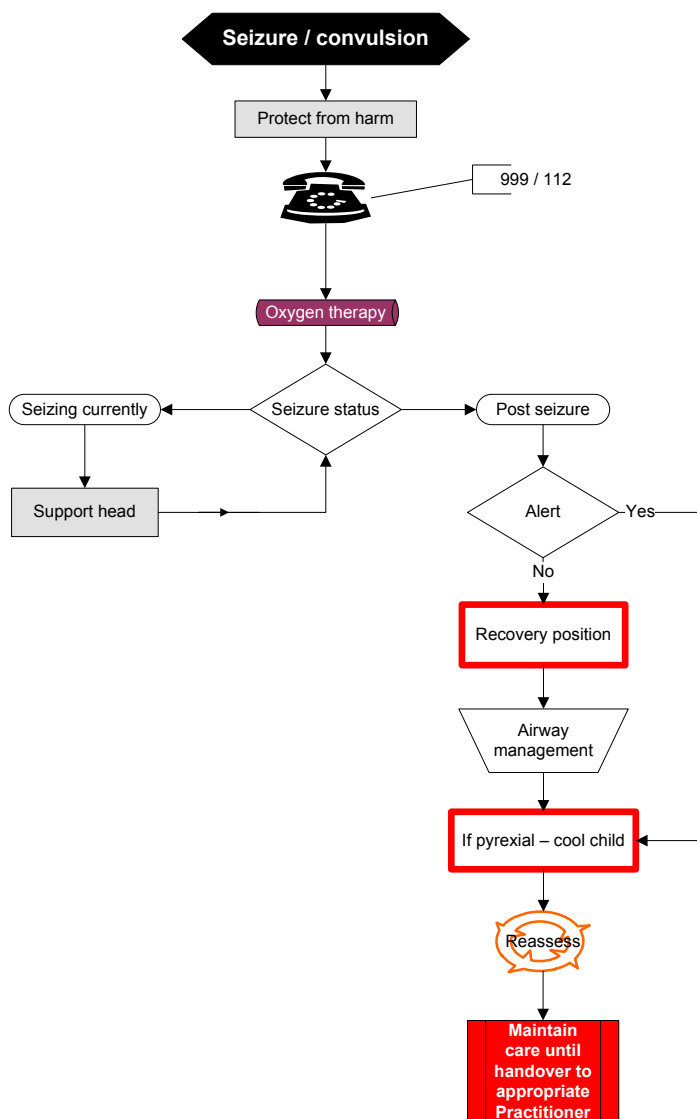 Seizure / convulsion
Protect from harm
999 / 112
Oxygen therapy
Seizing currently
Seizure status
Post seizure
Support head
Alert
Yes
No
Recovery position
Airway
management
If pyrexial – cool child
Reassess
Maintain
care until
handover to
appropriate
Practitioner